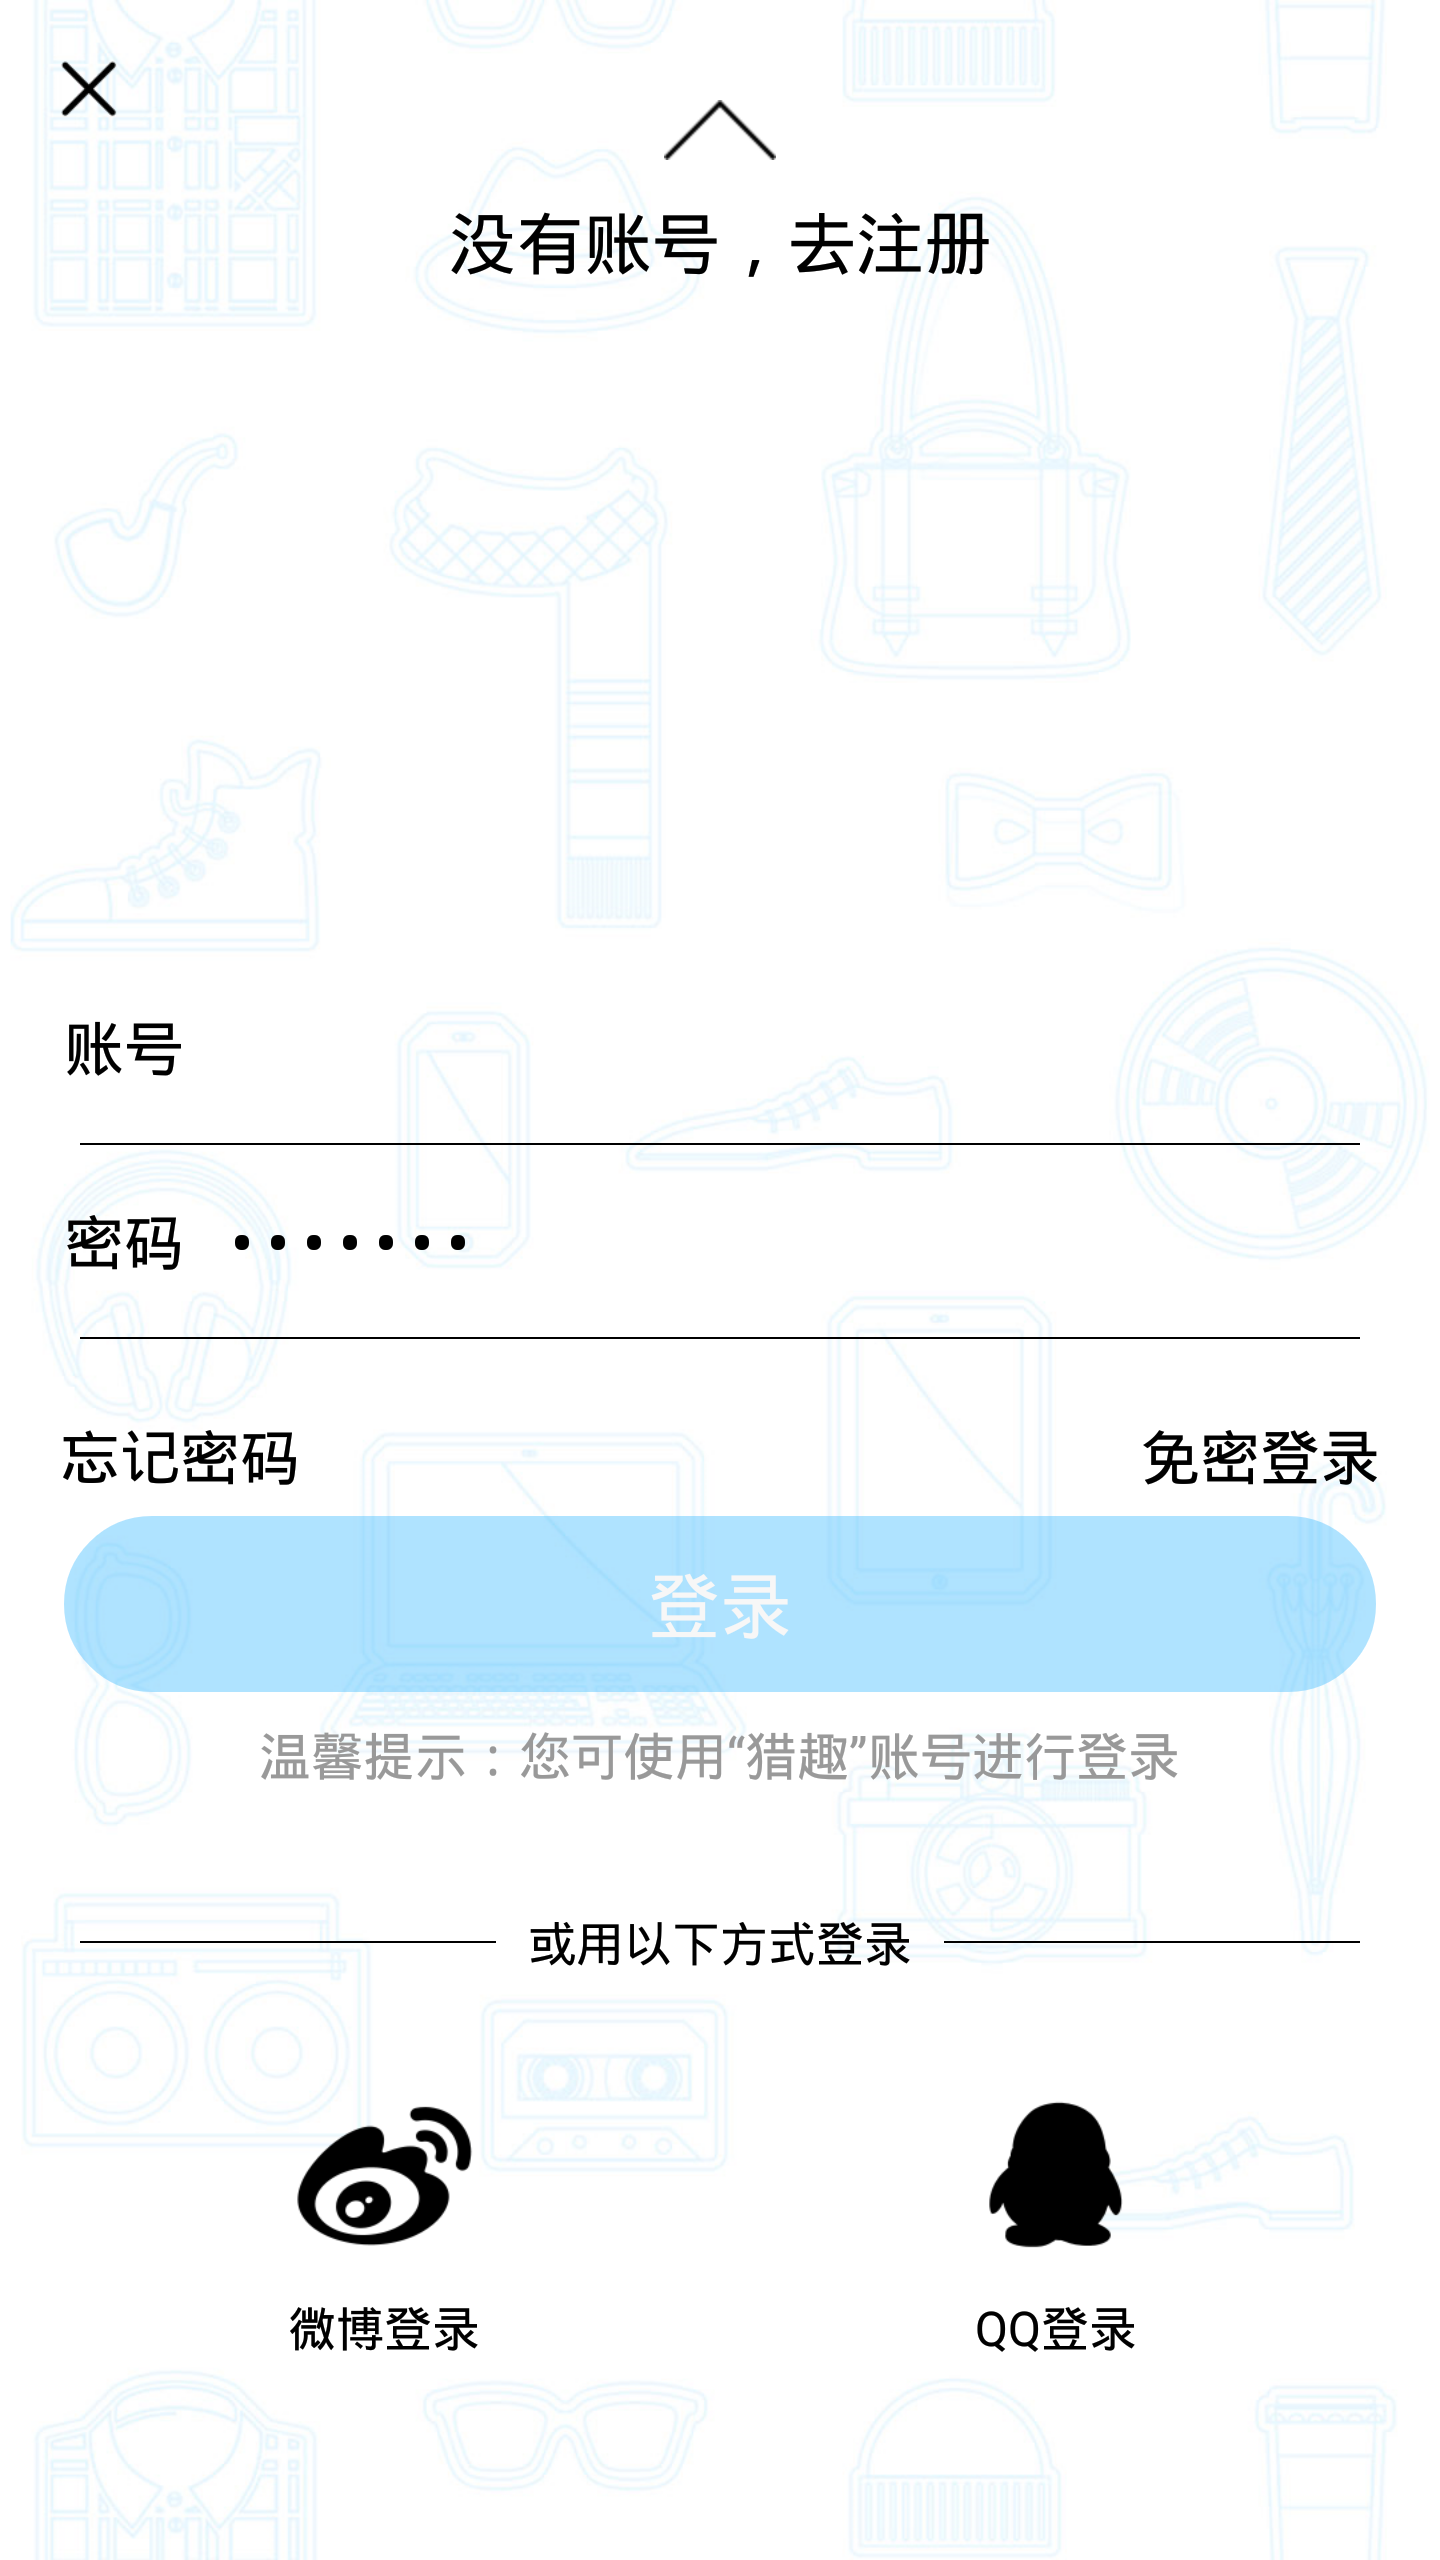 没有账号，去注册
账号
密码 •••••••
忘记密码 免密登录
登录
温馨提示：您可使用“猎趣”账号进行登录
或用以下方式登录
微博登录 QQ登录